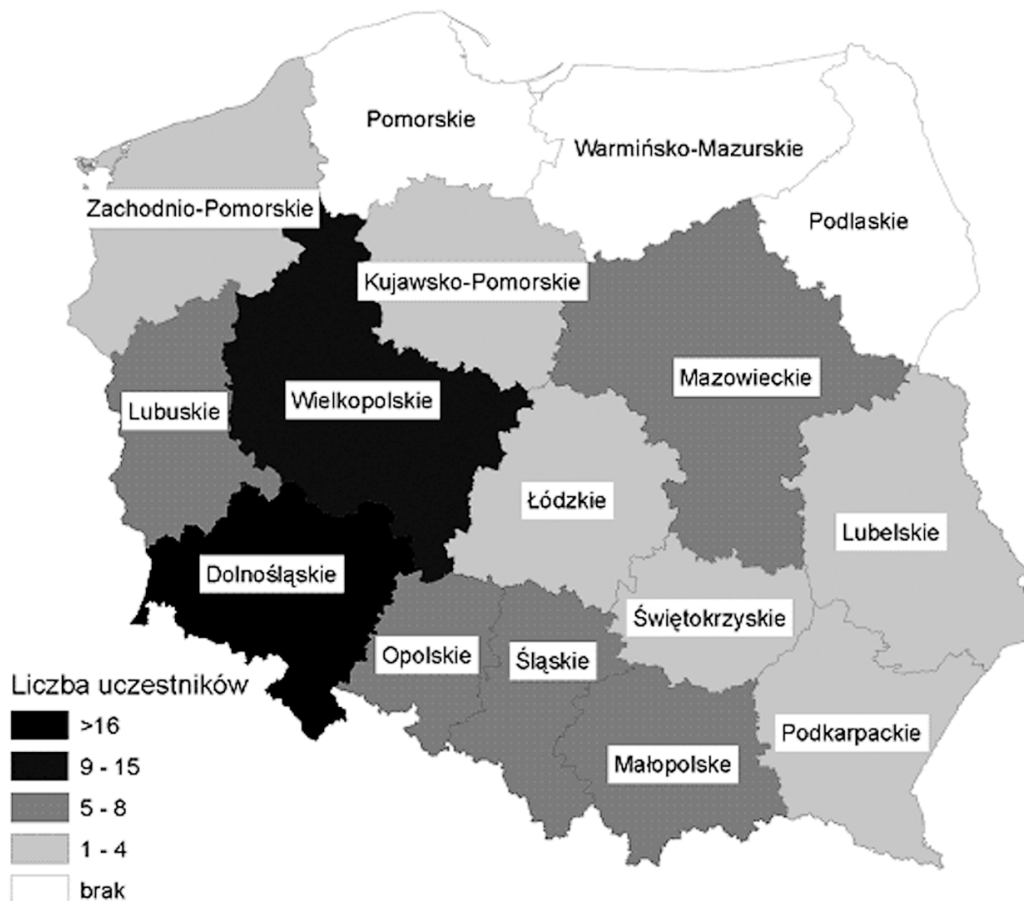 Pomorskie
Warmińsko-Mazurskie
Zachodnio-Pomorskie
Podlaskie
Kujawsko-Pomorskie
Mazowieckie
Wielkopolskie
Lubuskie
Łódzkie
Lubelskie
Dolnośląskie
Świętokrzyskie
Opolskie
Śląskie
Podkarpackie
Małopolske
Liczba uczestników
>16
9 - 15
5 - 8
1 - 4
brak